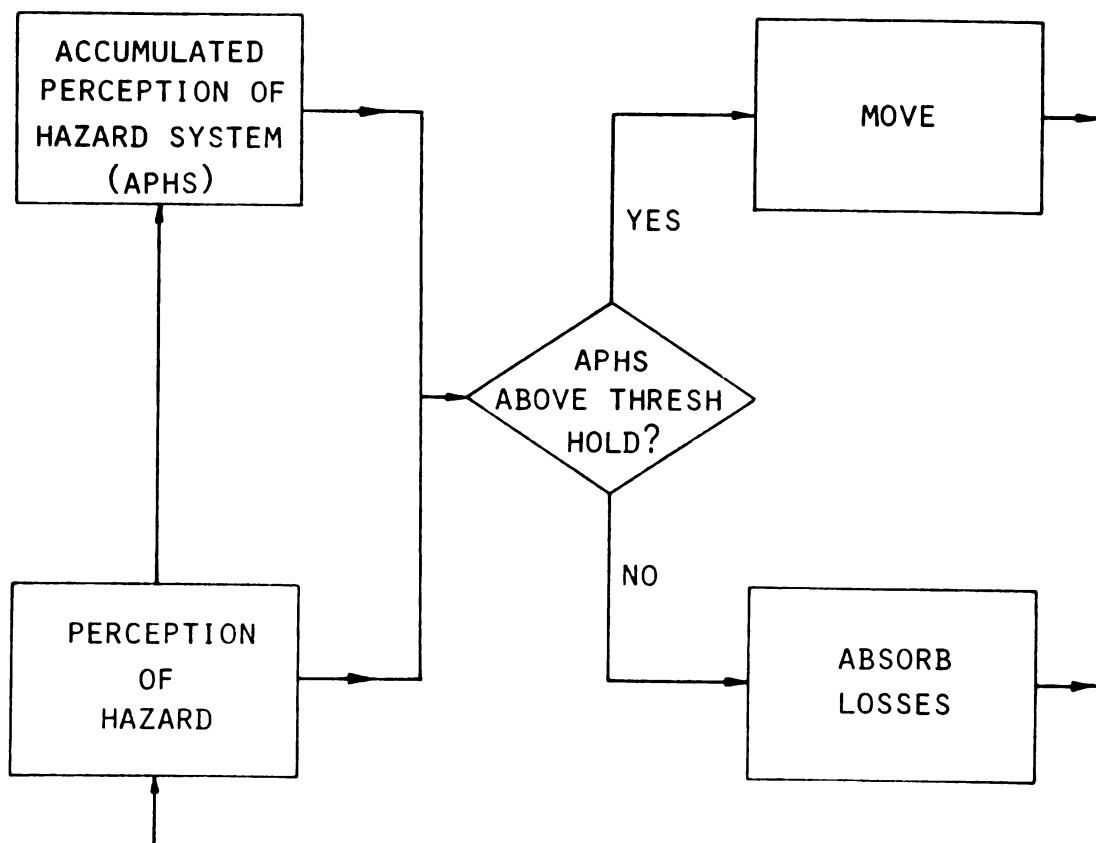 ACCUMULATED
PERCEPTION OF
HAZARD SYSTEM
(APHS)
MOVE
YES
APHS
ABOVE THRESH
HOLD?
NO
PERCEPTION
OF
HAZARD
ABSORB
LOSSES